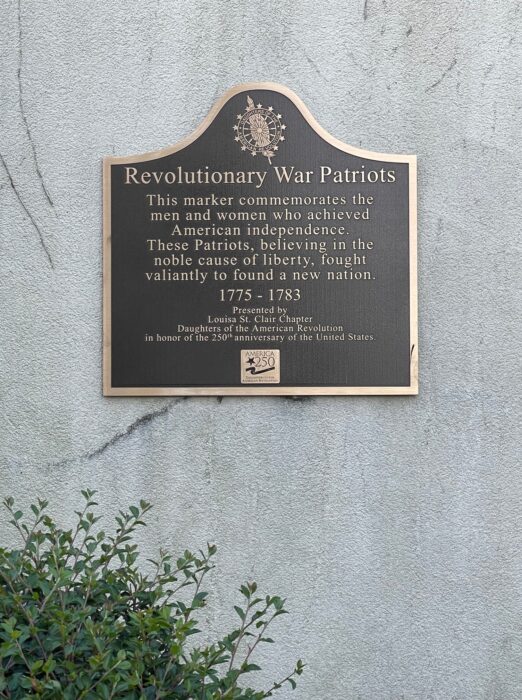 Revolutionary War Patriots
This marker commemorates the
men and women who achieved
American independence.
These Patriots, believing in the
noble cause of liberty, fought
valiantly to found a new nation.
1775 - 1783
Presented by
Louisa St. Clair Chapter
Daughters of the American Revolution
in honor of the 250th anniversary of the United States.
AMERICA
250